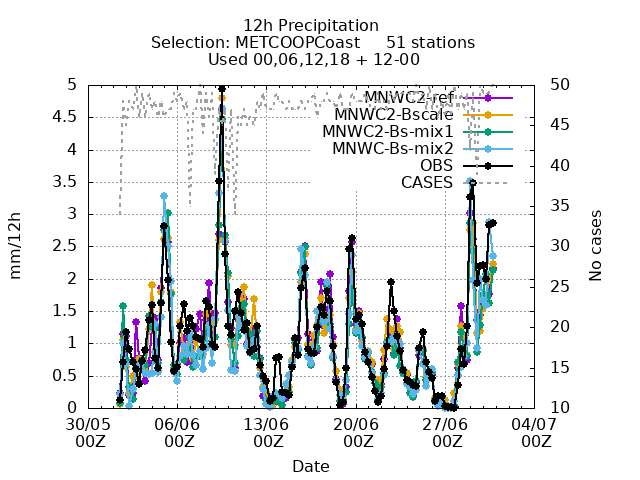 12h Precipitation
Selection: METCOOPCoast 51 stations
Used 00,06,12,18 + 12-00
MNWC2-ref
MNWC2-Bscale
MNWC2-Bs-mix1
MNWC-Bs-mix2
OBS
CASES
5
4.5
4
3.5
3
2.5
2
1.5
1
0.5
0
mm/12h
50
45
40
35
30
25
20
15
10
No cases
30/05 06/06 13/06 20/06 27/06 04/07
00Z 00Z 00Z 00Z 00Z 00Z
Date